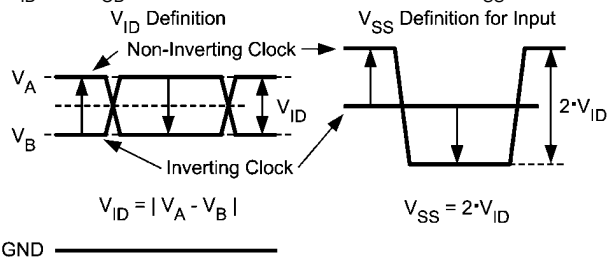 V_ID Definition
V_SS Definition for Input
Non-Inverting Clock
V_A
V_B
V_ID
2·V_ID
Inverting Clock
V_ID = | V_A - V_B |
V_SS = 2·V_ID
GND